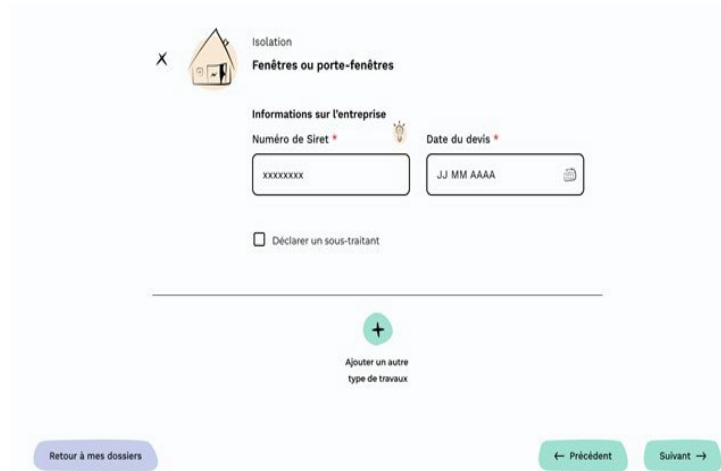 Isolation
Fenêtres ou porte-fenêtres
Informations sur l'entreprise
Numéro de Siret *
Date du devis *
xxxxxxxx
JJ MM AAAA
Déclarer un sous-traitant
Ajouter un autre
type de travaux
Retour à mes dossiers
← Précédent
Suivant →